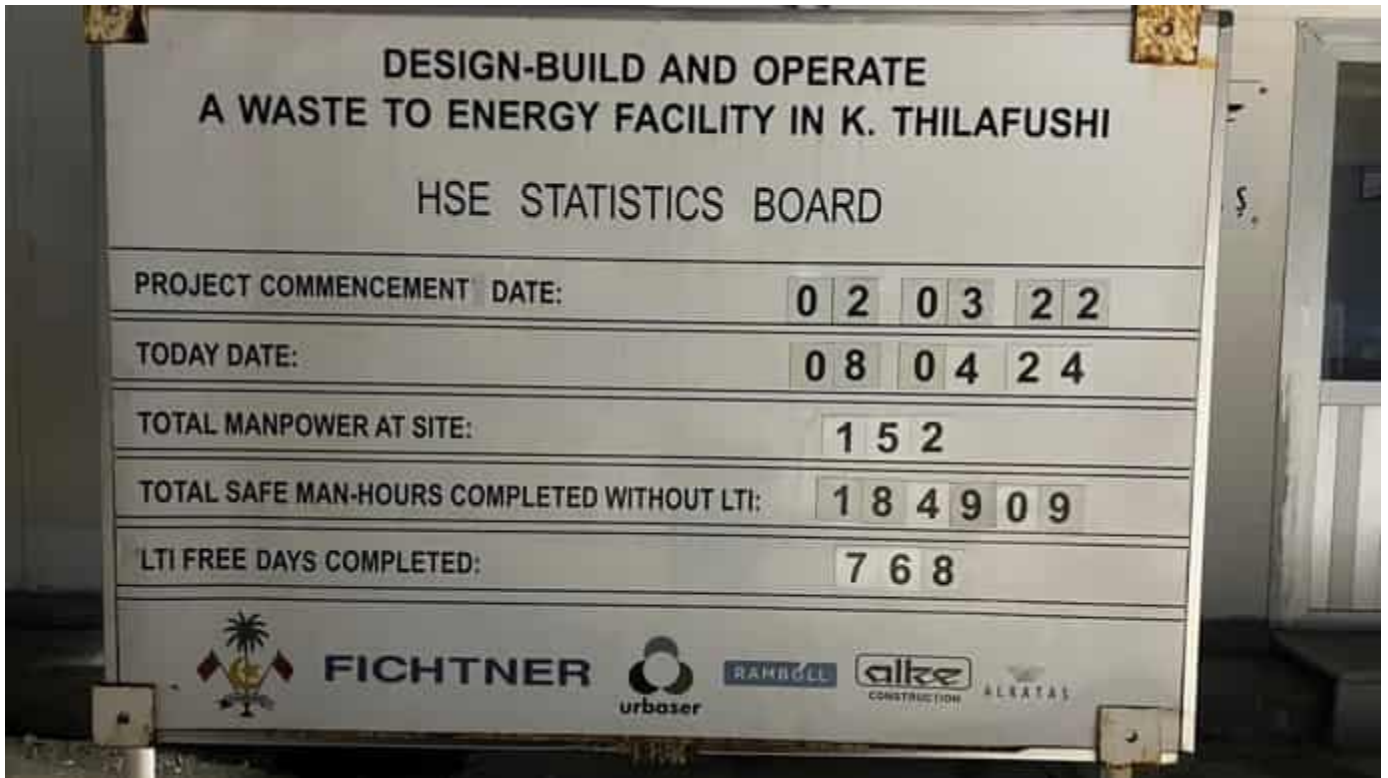 DESIGN-BUILD AND OPERATE
A WASTE TO ENERGY FACILITY IN K. THILAFUSHI
HSE STATISTICS BOARD
PROJECT COMMENCEMENT DATE: 02 03 22
TODAY DATE: 08 04 24
TOTAL MANPOWER AT SITE: 152
TOTAL SAFE MAN-HOURS COMPLETED WITHOUT LTI: 184909
LTI FREE DAYS COMPLETED: 768
FICHTNER urbaser RAMBOLL alke CONSTRUCTION ALKATAS